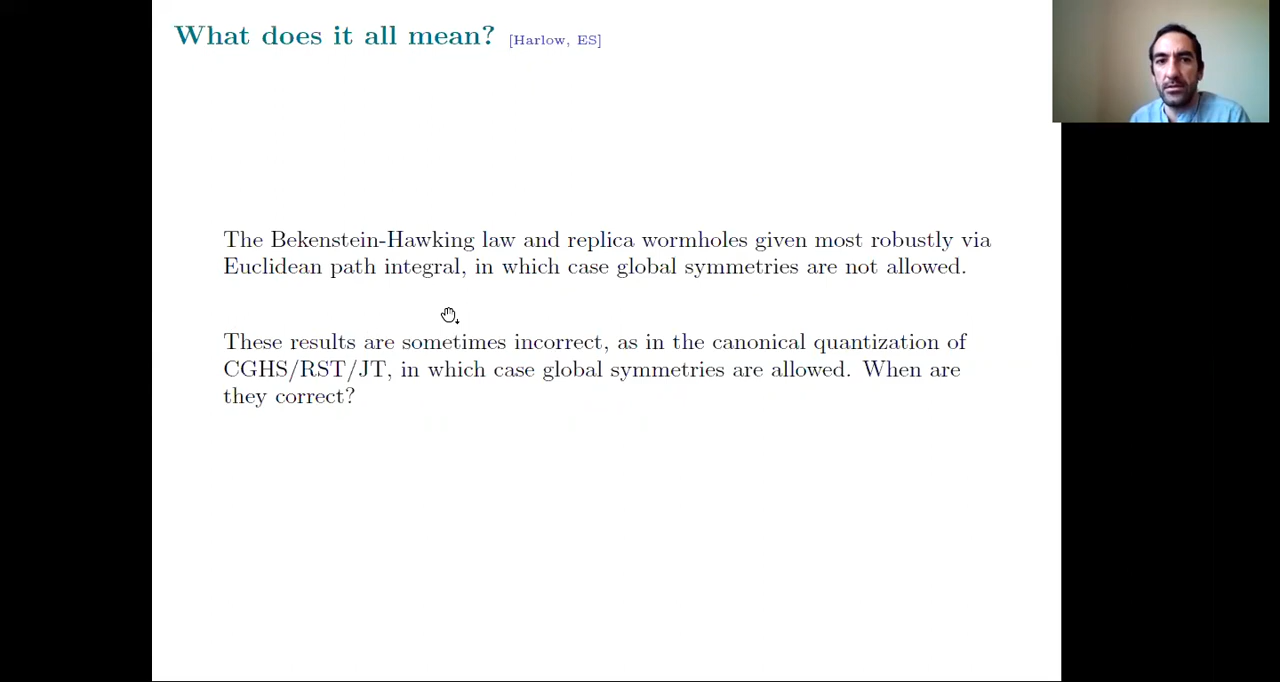 What does it all mean? [Harlow, ES]
The Bekenstein-Hawking law and replica wormholes given most robustly via
Euclidean path integral, in which case global symmetries are not allowed.
These results are sometimes incorrect, as in the canonical quantization of
CGHS/RST/JT, in which case global symmetries are allowed. When are
they correct?